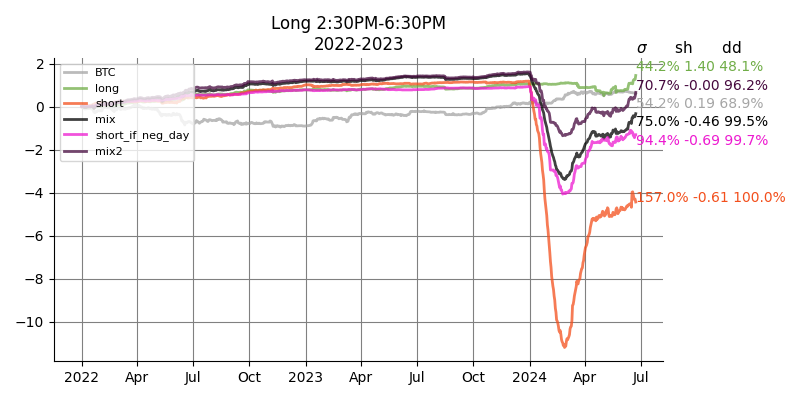 Long 2:30PM-6:30PM
2022-2023
σ sh dd
44.2% 1.40 48.1%
70.7% -0.00 96.2%
54.2% 0.19 68.9%
75.0% -0.46 99.5%
94.4% -0.69 99.7%
157.0% -0.61 100.0%
BTC
long
short
mix
short_if_neg_day
mix2
2
0
−2
−4
−6
−8
−10
2022 Apr Jul Oct 2023 Apr Jul Oct 2024 Apr Jul